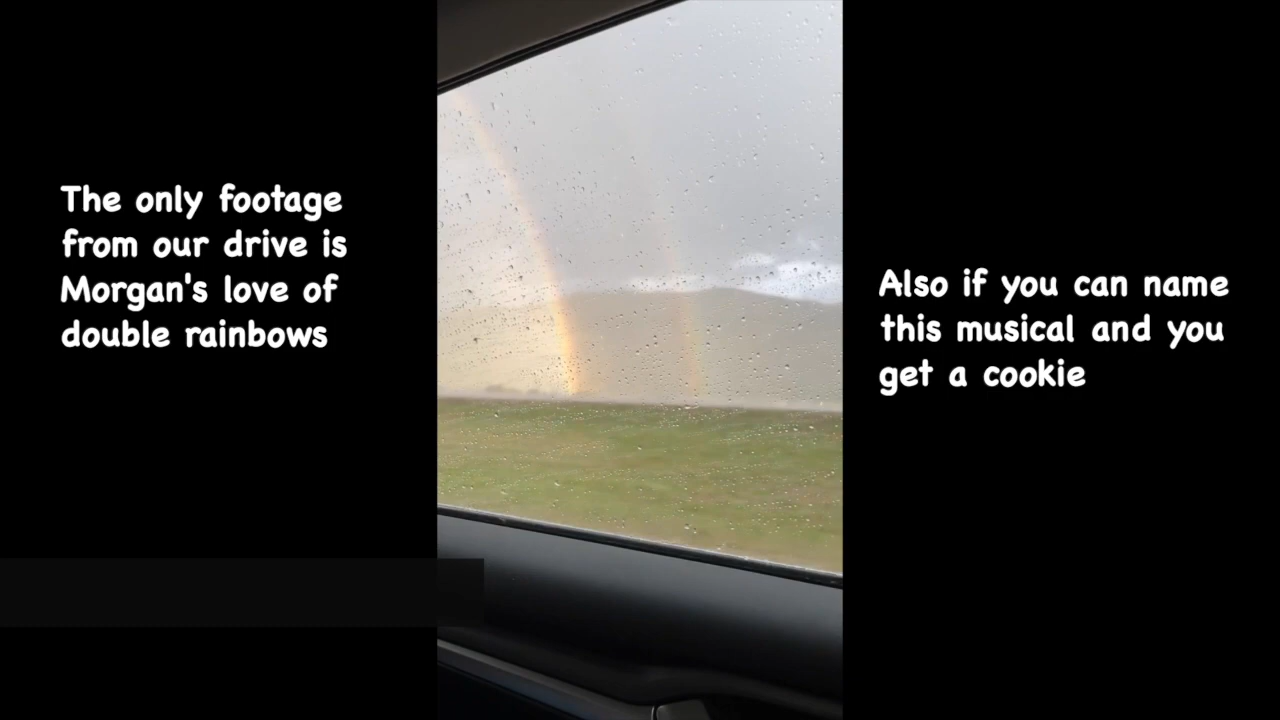 The only footage
from our drive is
Morgan's love of
double rainbows
Also if you can name
this musical and you
get a cookie